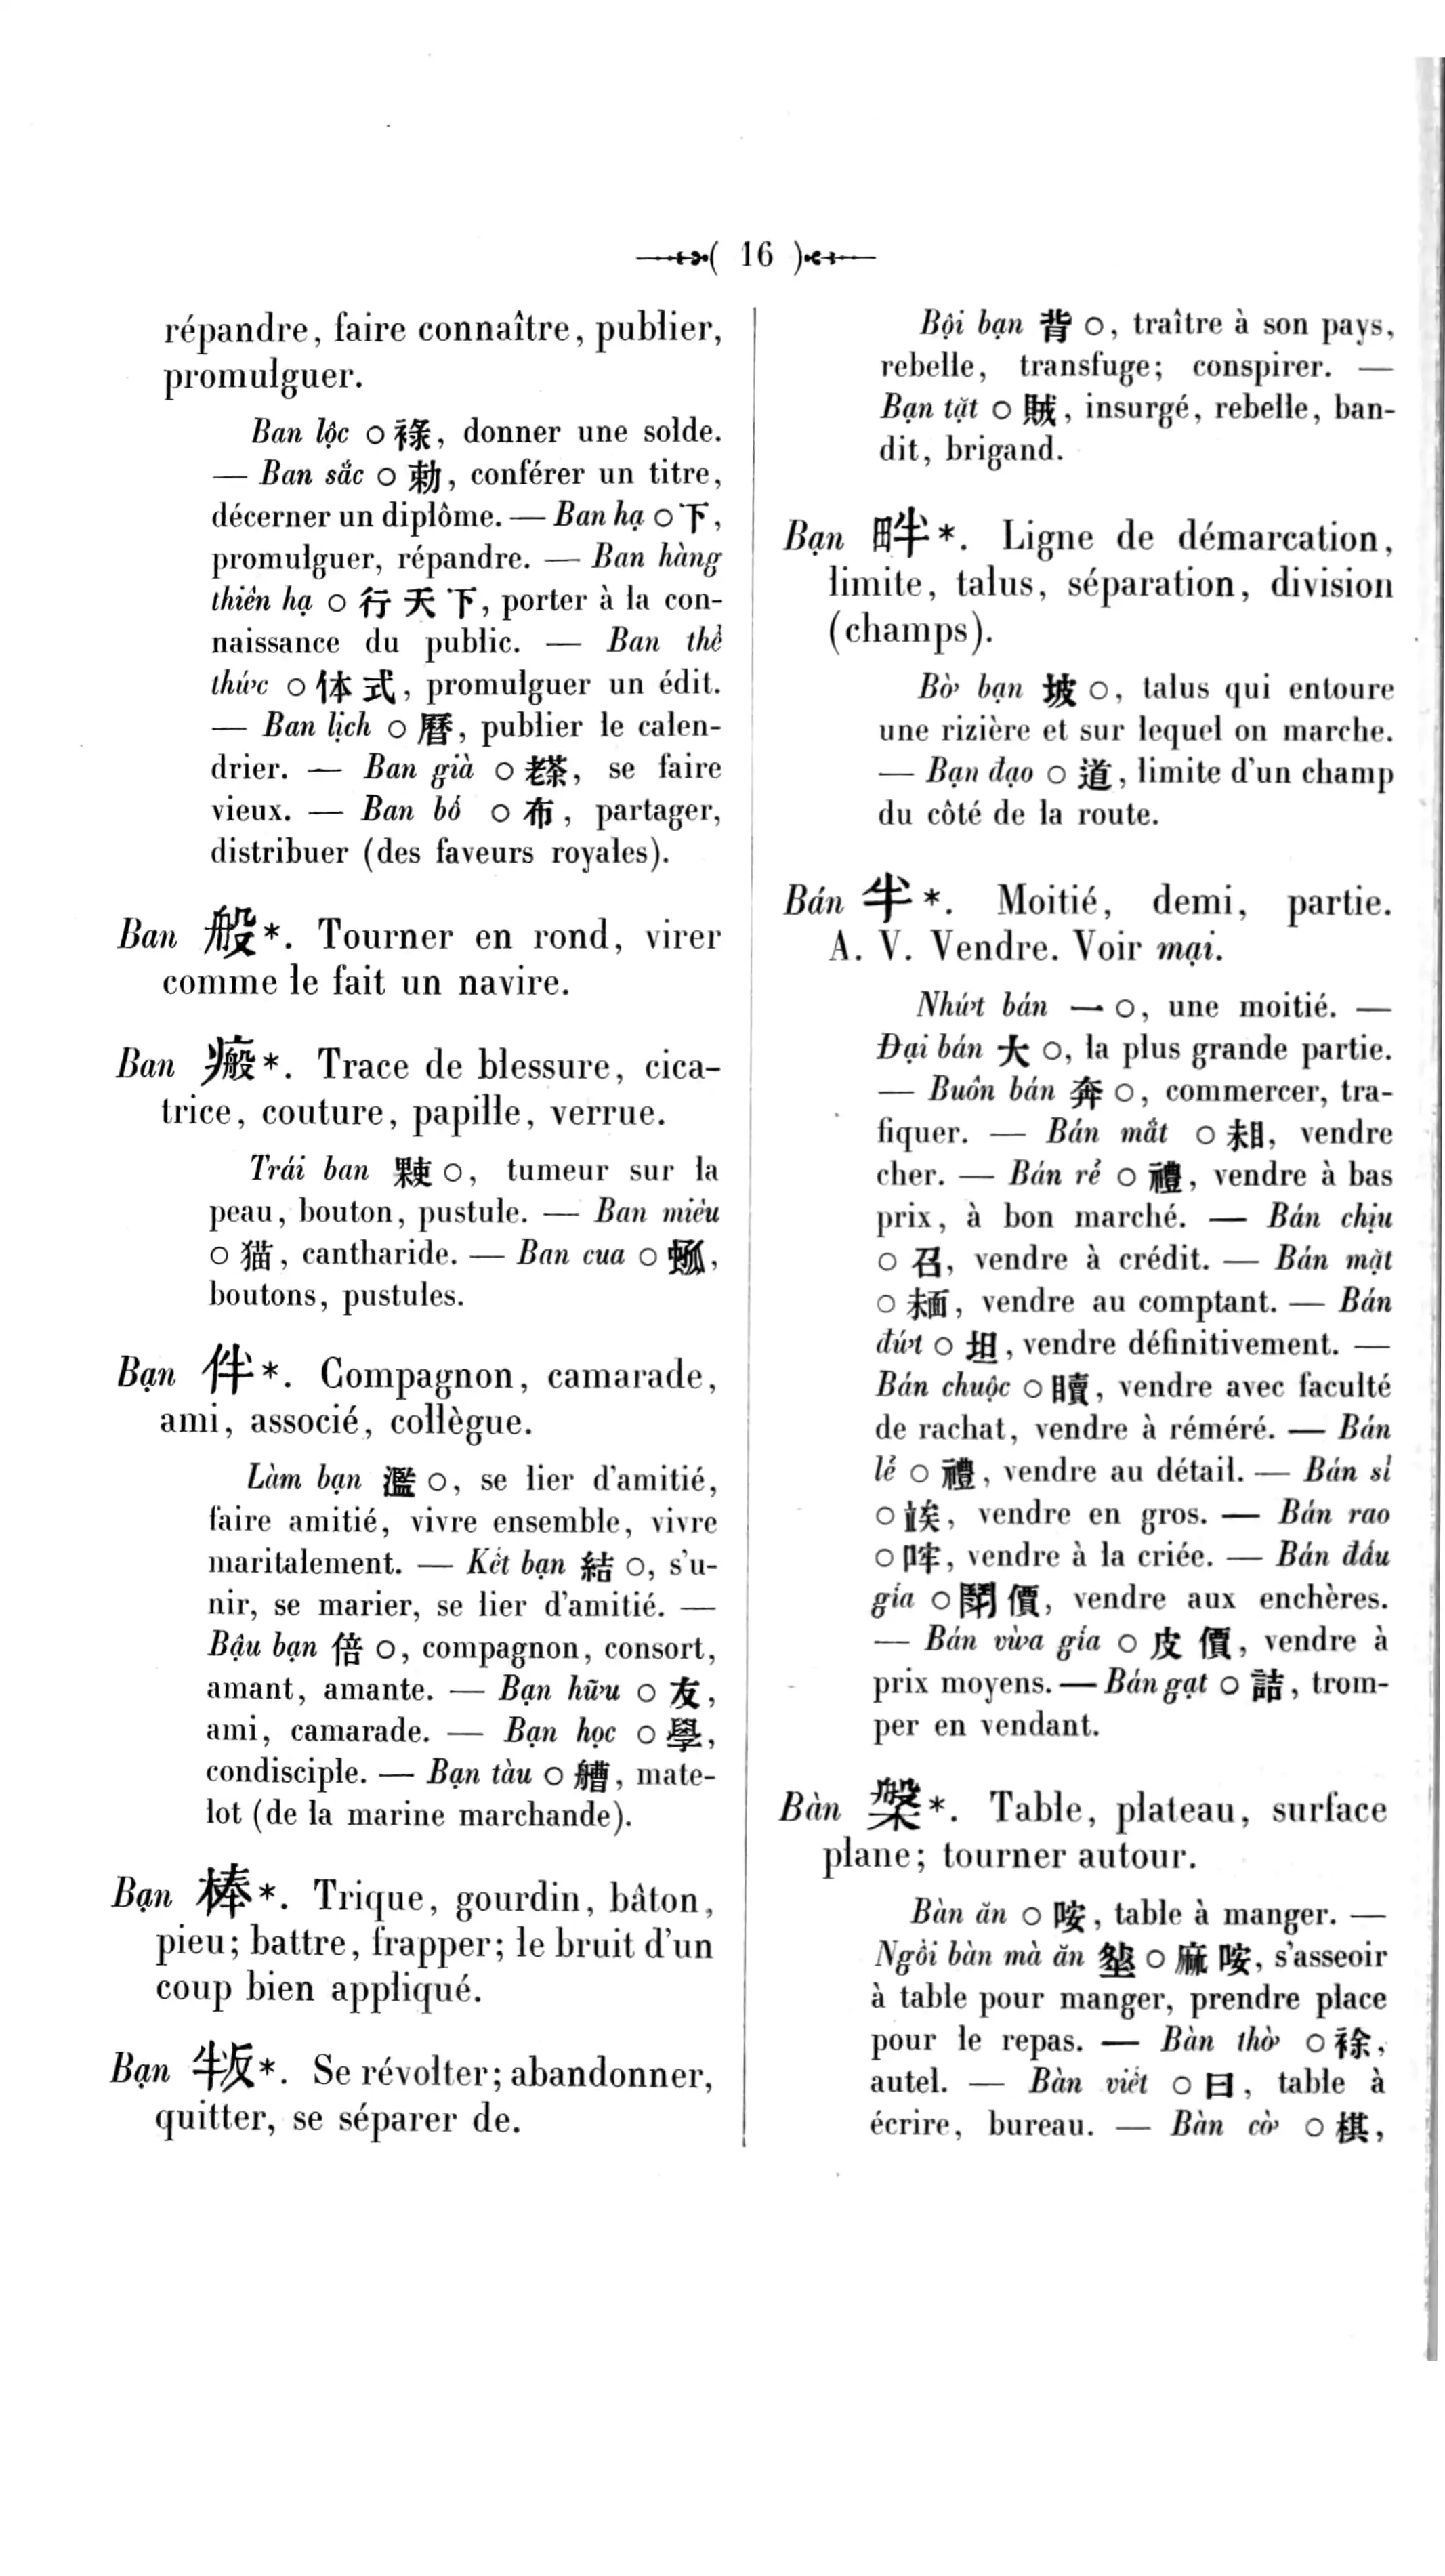 ( 16 )
répandre, faire connaître, publier,
promulguer.
Ban lộc ○ 祿, donner une solde.
— Ban sắc ○ 勅, conférer un titre,
décerner un diplôme. — Ban hạ ○ 下,
promulguer, répandre. — Ban hàng
thiên hạ ○ 行 天 下, porter à la con-
naissance du public. — Ban thể
thức ○ 体 式, promulguer un édit.
— Ban lịch ○ 曆, publier le calen-
drier. — Ban già ○, se faire
vieux. — Ban bố ○ 布, partager,
distribuer (des faveurs royales).
Ban 般 *. Tourner en rond, virer
comme le fait un navire.
Ban 瘢 *. Trace de blessure, cica-
trice, couture, papille, verrue.
Trái ban ○, tumeur sur la
peau, bouton, pustule. — Ban miêu
○ 猫, cantharide. — Ban cua ○,
boutons, pustules.
Bạn 伴 *. Compagnon, camarade,
ami, associé, collègue.
Làm bạn 濫 ○, se lier d'amitié,
faire amitié, vivre ensemble, vivre
maritalement. — Kết bạn 結 ○, s'u-
nir, se marier, se lier d'amitié. —
Bậu bạn 倍 ○, compagnon, consort,
amant, amante. — Bạn hữu ○ 友,
ami, camarade. — Bạn học ○ 學,
condisciple. — Bạn tàu ○ 艚, mate-
lot (de la marine marchande).
Bạn 棒 *. Trique, gourdin, bâton,
pieu; battre, frapper; le bruit d'un
coup bien appliqué.
Bạn *. Se révolter; abandonner,
quitter, se séparer de.
Bội bạn 背 ○, traître à son pays,
rebelle, transfuge; conspirer. —
Bạn tặt ○ 賊, insurgé, rebelle, ban-
dit, brigand.
Bạn 畔 *. Ligne de démarcation,
limite, talus, séparation, division
(champs).
Bờ bạn 坡 ○, talus qui entoure
une rizière et sur lequel on marche.
— Bạn đạo ○ 道, limite d'un champ
du côté de la route.
Bán 半 *. Moitié, demi, partie.
A. V. Vendre. Voir mại.
Nhứt bán 一 ○, une moitié. —
Đại bán 大 ○, la plus grande partie.
— Buôn bán 奔 ○, commercer, tra-
fiquer. — Bán mắt ○, vendre
cher. — Bán rẻ ○ 禮, vendre à bas
prix, à bon marché. — Bán chịu
○ 召, vendre à crédit. — Bán mặt
○, vendre au comptant. — Bán
đứt ○ 坦, vendre définitivement. —
Bán chuộc ○ 贖, vendre avec faculté
de rachat, vendre à réméré. — Bán
lẻ ○ 禮, vendre au détail. — Bán sỉ
○ 竢, vendre en gros. — Bán rao
○ 哰, vendre à la criée. — Bán đấu
giá ○ 鬪 價, vendre aux enchères.
— Bán vừa giá ○ 皮 價, vendre à
prix moyens. — Bán gạt ○ 詰, trom-
per en vendant.
Bàn 槃 *. Table, plateau, surface
plane; tourner autour.
Bàn ăn ○ 咹, table à manger. —
Ngồi bàn mà ăn ○ 麻 咹, s'asseoir
à table pour manger, prendre place
pour le repas. — Bàn thờ ○, 
autel. — Bàn viết ○ 曰, table à
écrire, bureau. — Bàn cờ ○ 棋,